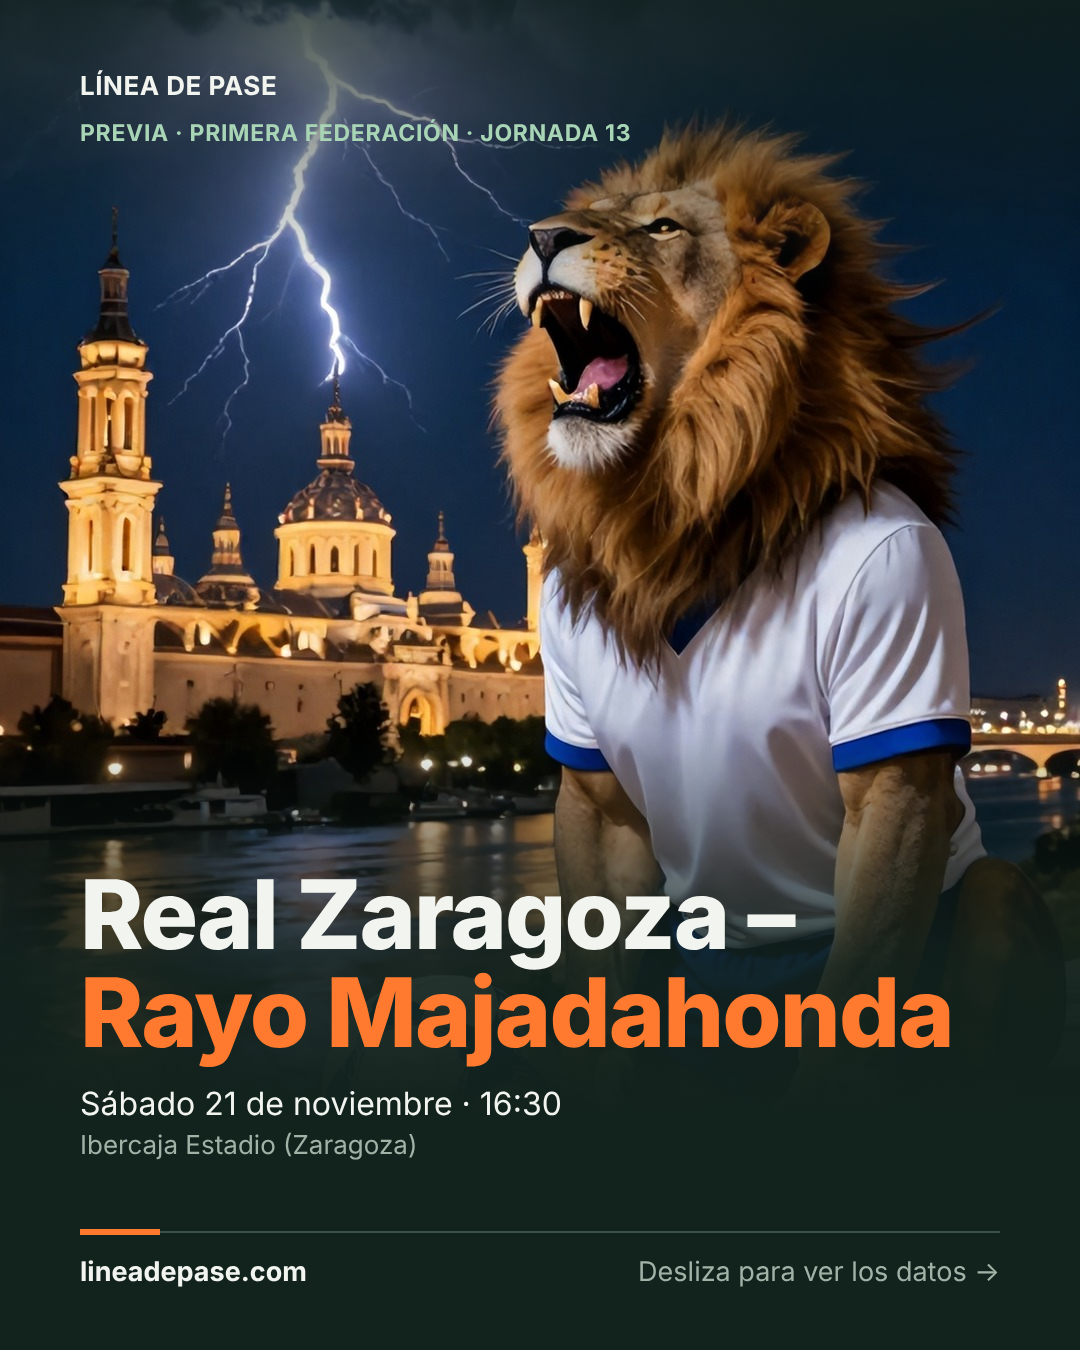 LÍNEA DE PASE
PREVIA · PRIMERA FEDERACIÓN · JORNADA 13
Real Zaragoza –
Rayo Majadahonda
Sábado 21 de noviembre · 16:30
Ibercaja Estadio (Zaragoza)
lineadepase.com
Desliza para ver los datos →